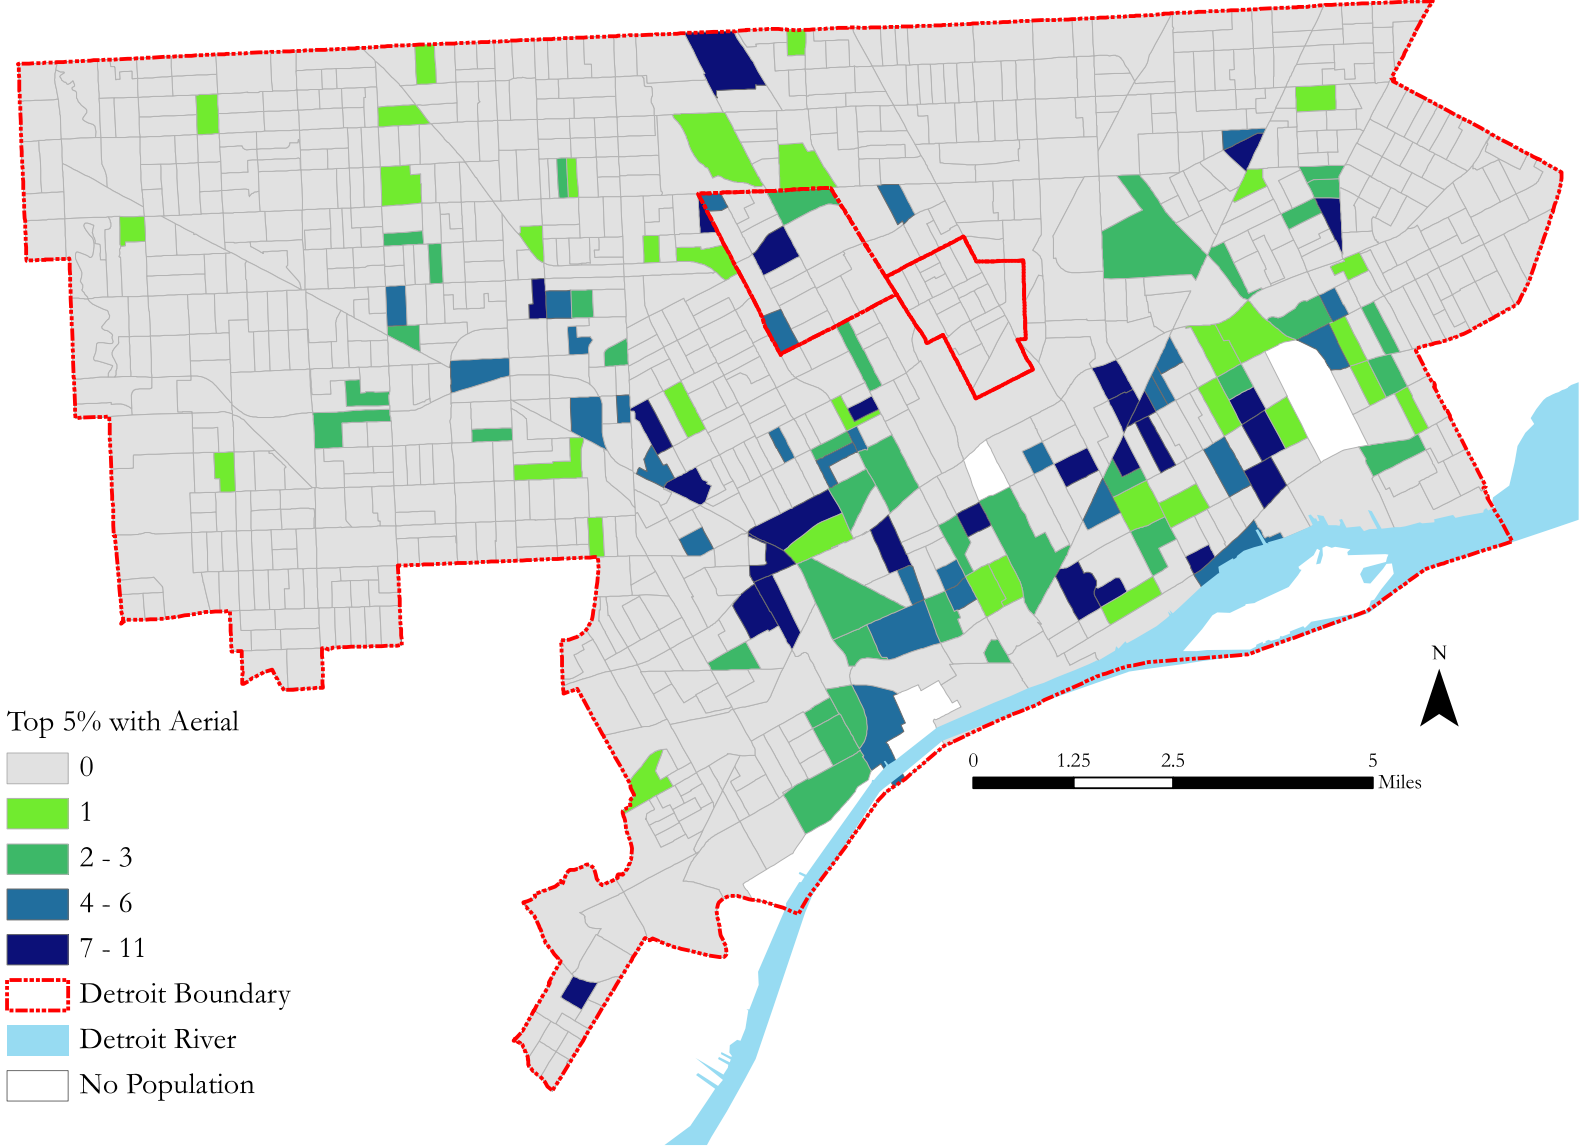 N
0 1.25 2.5 5
Miles
Top 5% with Aerial
0
1
2 - 3
4 - 6
7 - 11
Detroit Boundary
Detroit River
No Population